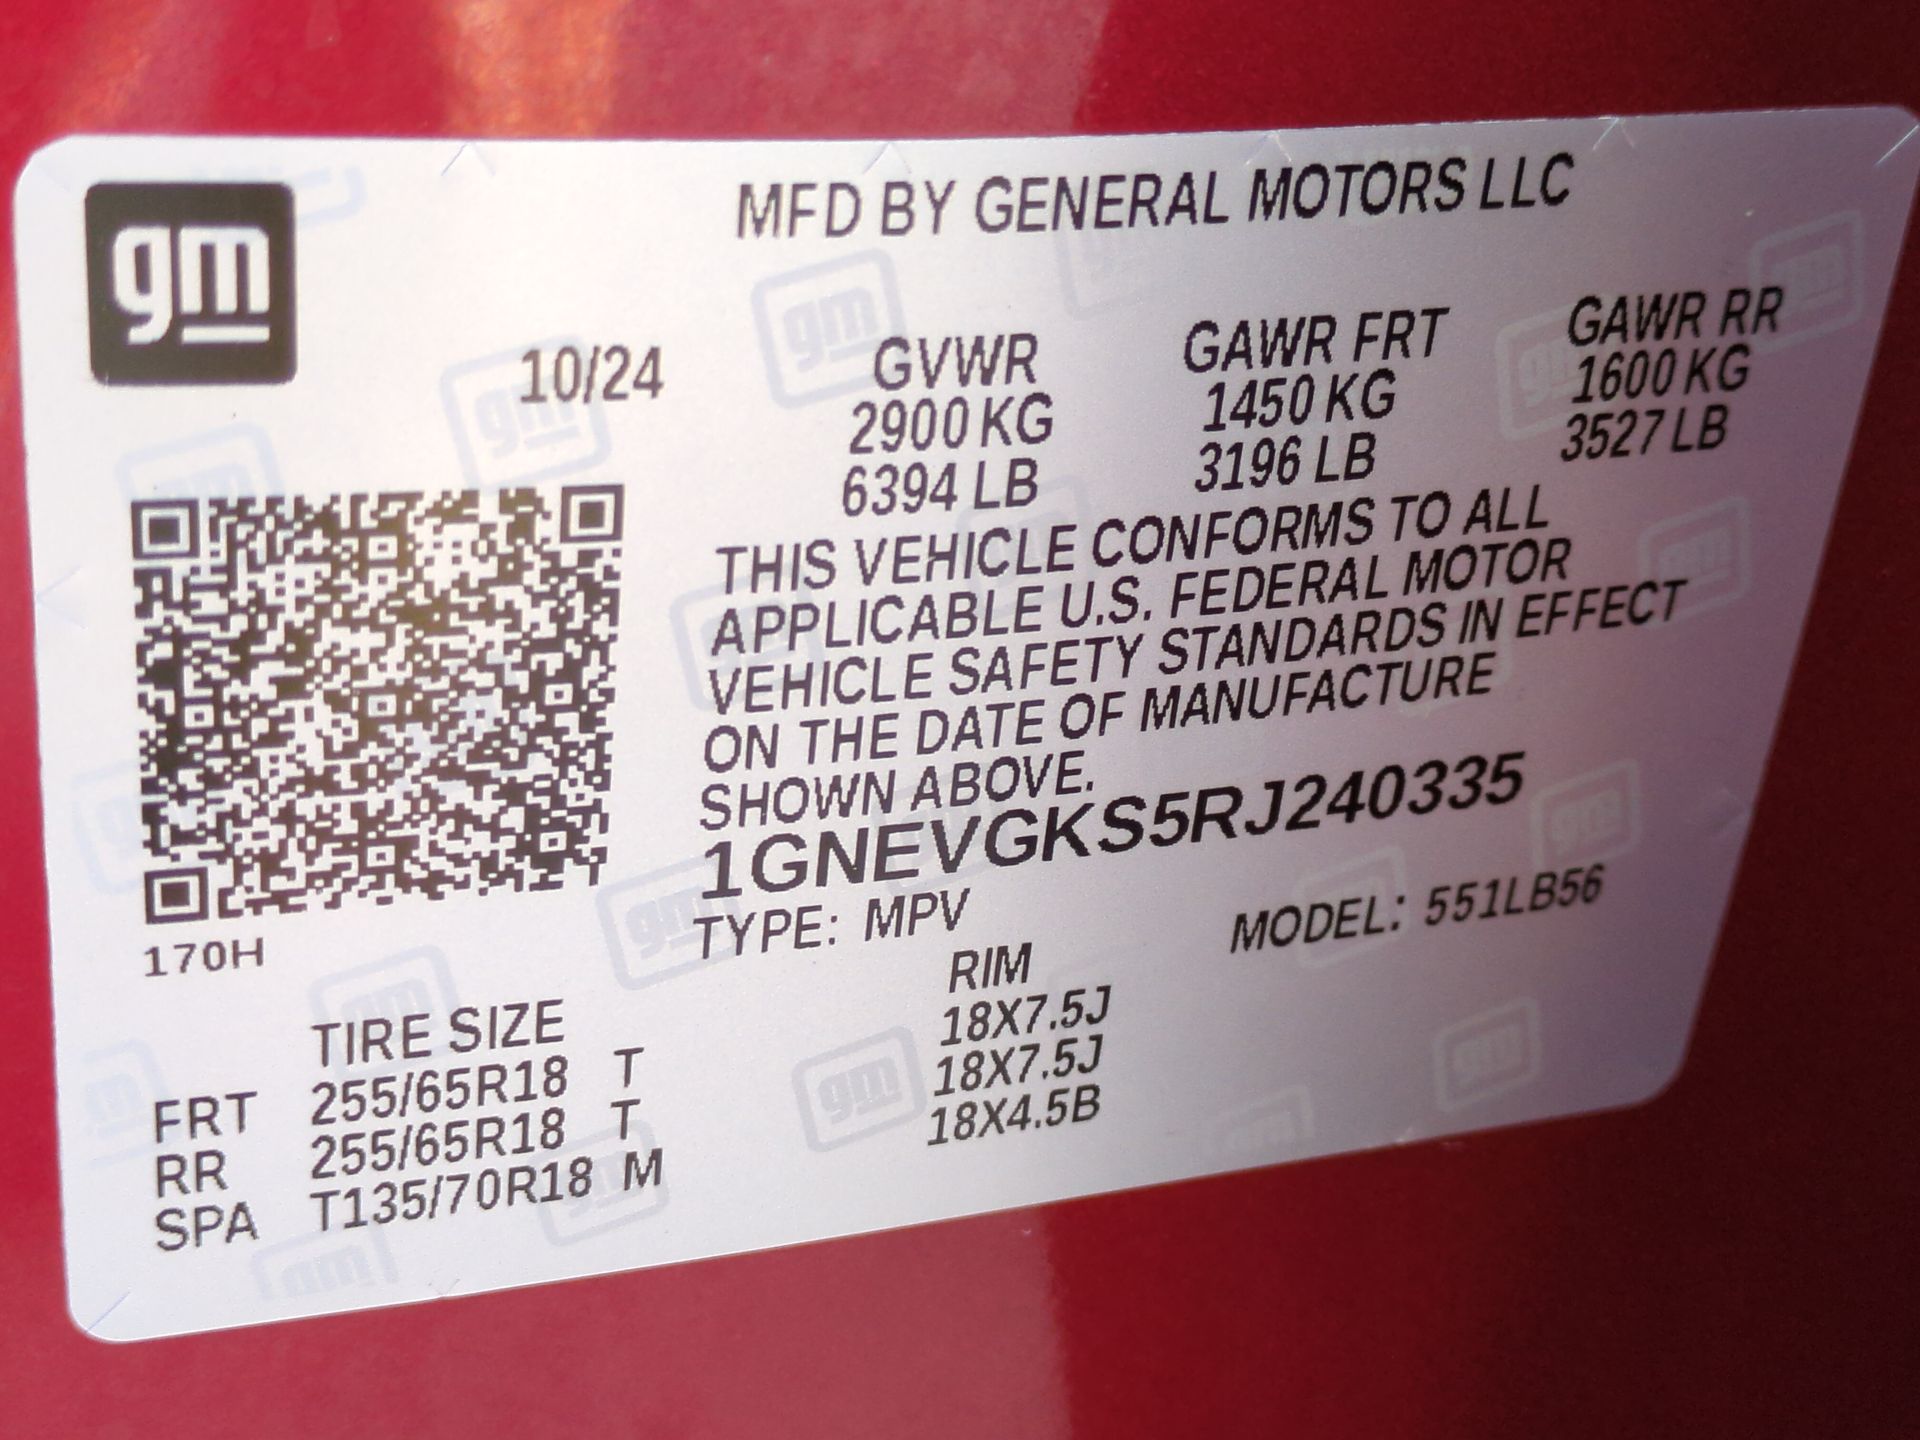 gm
MFD BY GENERAL MOTORS LLC
10/24
GVWR GAWR FRT GAWR RR
2900 KG 1450 KG 1600 KG
6394 LB 3196 LB 3527 LB
THIS VEHICLE CONFORMS TO ALL
APPLICABLE U.S. FEDERAL MOTOR
VEHICLE SAFETY STANDARDS IN EFFECT
ON THE DATE OF MANUFACTURE
SHOWN ABOVE.
1GNEVGKS5RJ240335
170H
TYPE: MPV MODEL: 551LB56
TIRE SIZE RIM
FRT 255/65R18 T 18X7.5J
RR 255/65R18 T 18X7.5J
SPA T135/70R18 M 18X4.5B